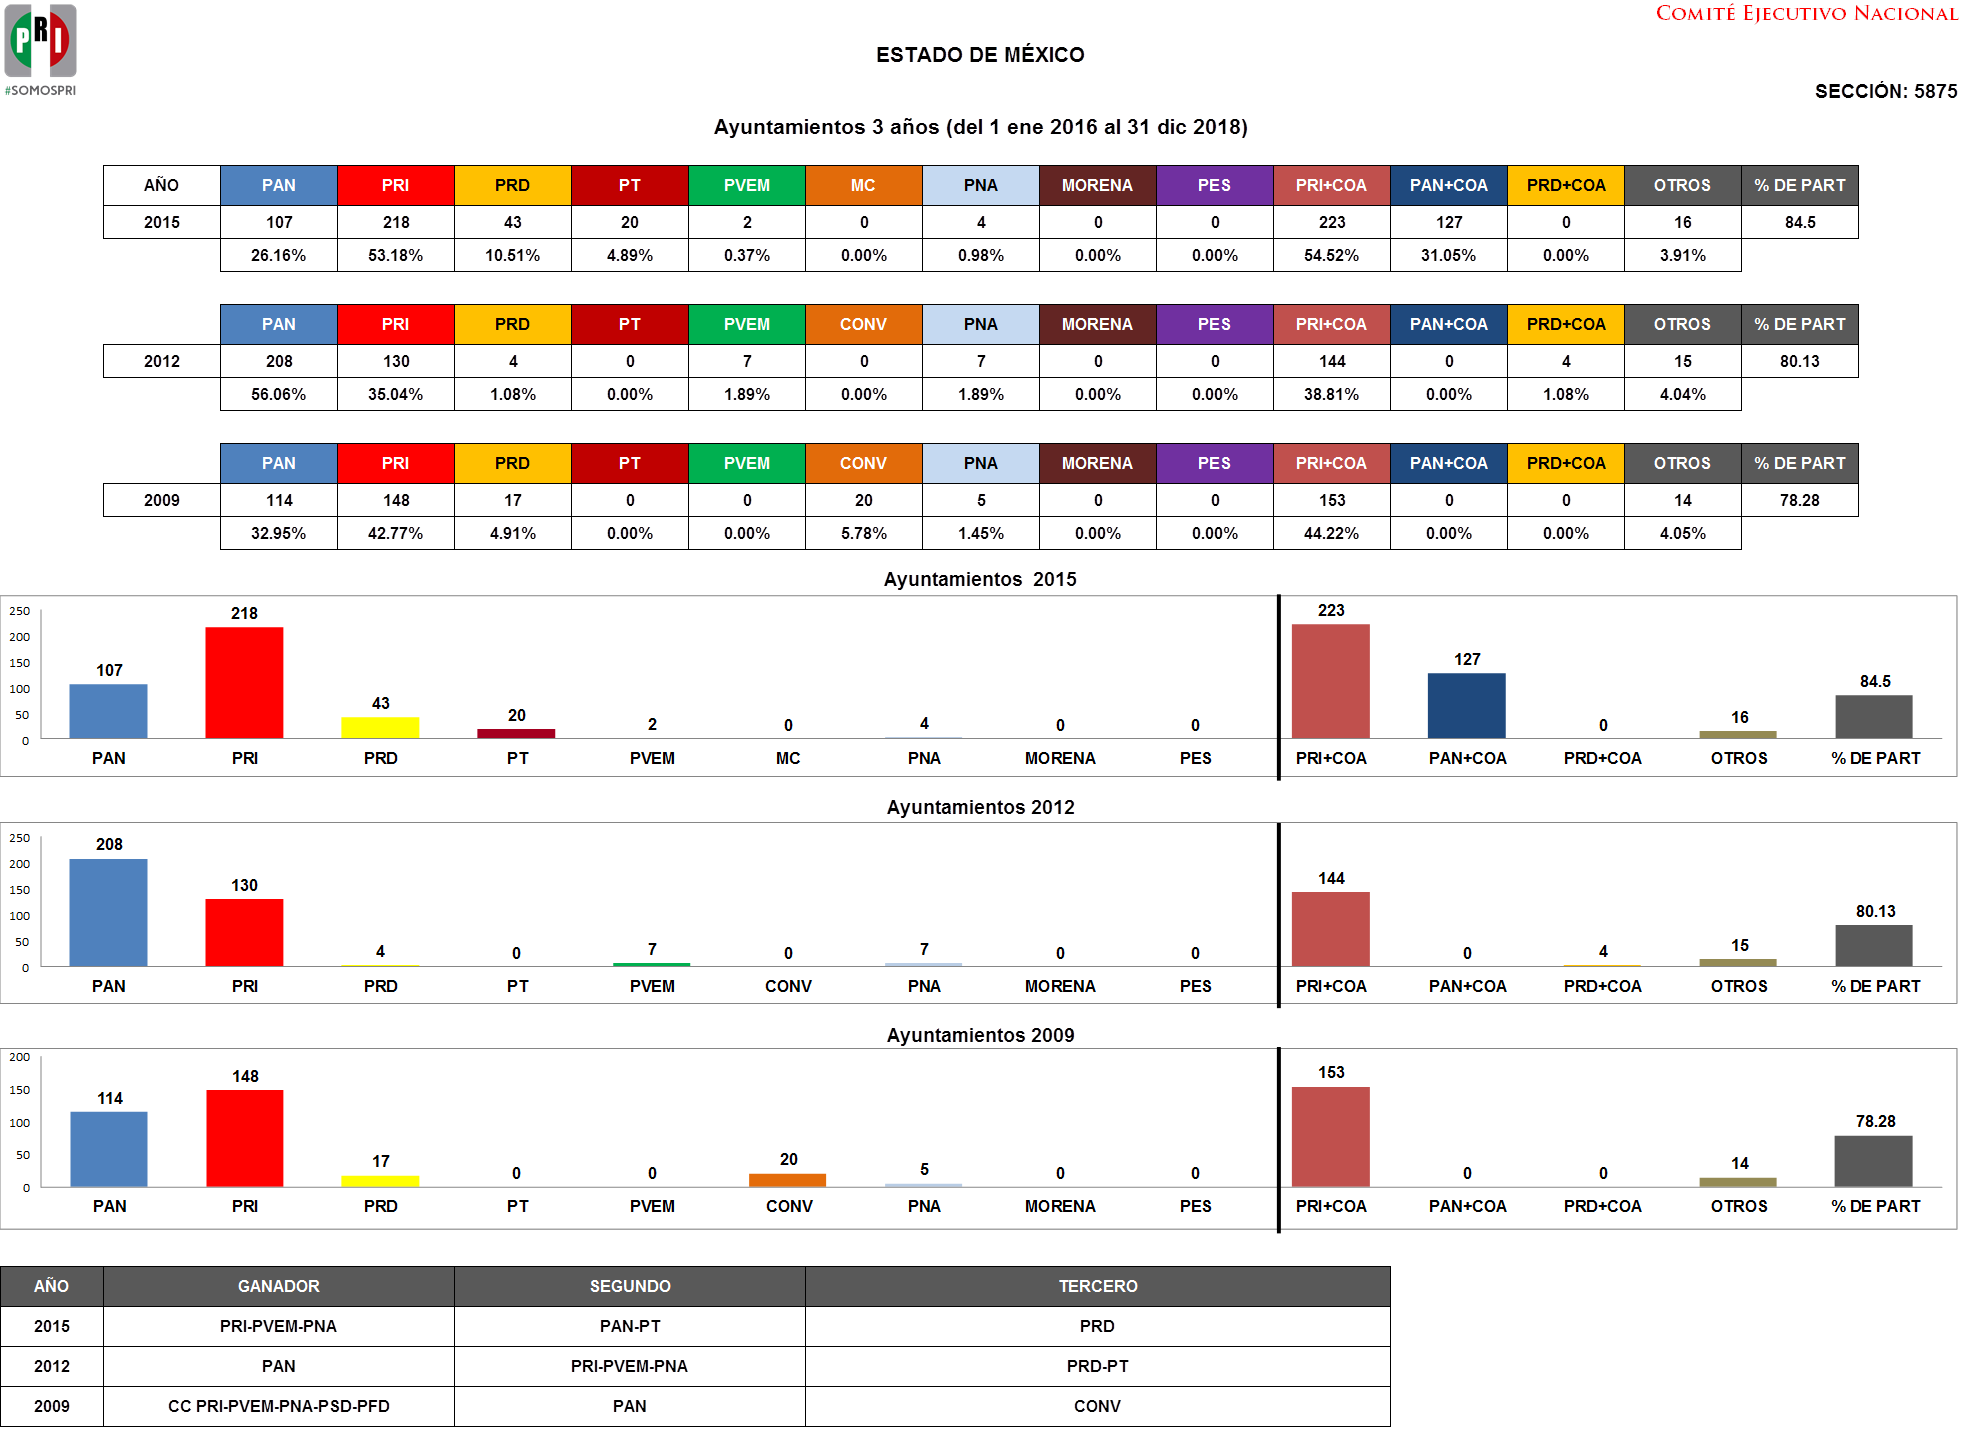 COMITÉ EJECUTIVO NACIONAL
PRI
#SOMOSPRI
ESTADO DE MÉXICO
SECCIÓN: 5875
Ayuntamientos 3 años (del 1 ene 2016 al 31 dic 2018)
AÑO PAN PRI PRD PT PVEM MC PNA MORENA PES PRI+COA PAN+COA PRD+COA OTROS % DE PART
2015 107 218 43 20 2 0 4 0 0 223 127 0 16 84.5
26.16% 53.18% 10.51% 4.89% 0.37% 0.00% 0.98% 0.00% 0.00% 54.52% 31.05% 0.00% 3.91%
PAN PRI PRD PT PVEM CONV PNA MORENA PES PRI+COA PAN+COA PRD+COA OTROS % DE PART
2012 208 130 4 0 7 0 7 0 0 144 0 4 15 80.13
56.06% 35.04% 1.08% 0.00% 1.89% 0.00% 1.89% 0.00% 0.00% 38.81% 0.00% 1.08% 4.04%
PAN PRI PRD PT PVEM CONV PNA MORENA PES PRI+COA PAN+COA PRD+COA OTROS % DE PART
2009 114 148 17 0 0 20 5 0 0 153 0 0 14 78.28
32.95% 42.77% 4.91% 0.00% 0.00% 5.78% 1.45% 0.00% 0.00% 44.22% 0.00% 0.00% 4.05%
Ayuntamientos 2015
250
200
150
100
50
0
107 218 43 20 2 0 4 0 0 223 127 0 16 84.5
PAN PRI PRD PT PVEM MC PNA MORENA PES PRI+COA PAN+COA PRD+COA OTROS % DE PART
Ayuntamientos 2012
250
200
150
100
50
0
208 130 4 0 7 0 7 0 0 144 0 4 15 80.13
PAN PRI PRD PT PVEM CONV PNA MORENA PES PRI+COA PAN+COA PRD+COA OTROS % DE PART
Ayuntamientos 2009
200
150
100
50
0
114 148 17 0 0 20 5 0 0 153 0 0 14 78.28
PAN PRI PRD PT PVEM CONV PNA MORENA PES PRI+COA PAN+COA PRD+COA OTROS % DE PART
AÑO GANADOR SEGUNDO TERCERO
2015 PRI-PVEM-PNA PAN-PT PRD
2012 PAN PRI-PVEM-PNA PRD-PT
2009 CC PRI-PVEM-PNA-PSD-PFD PAN CONV